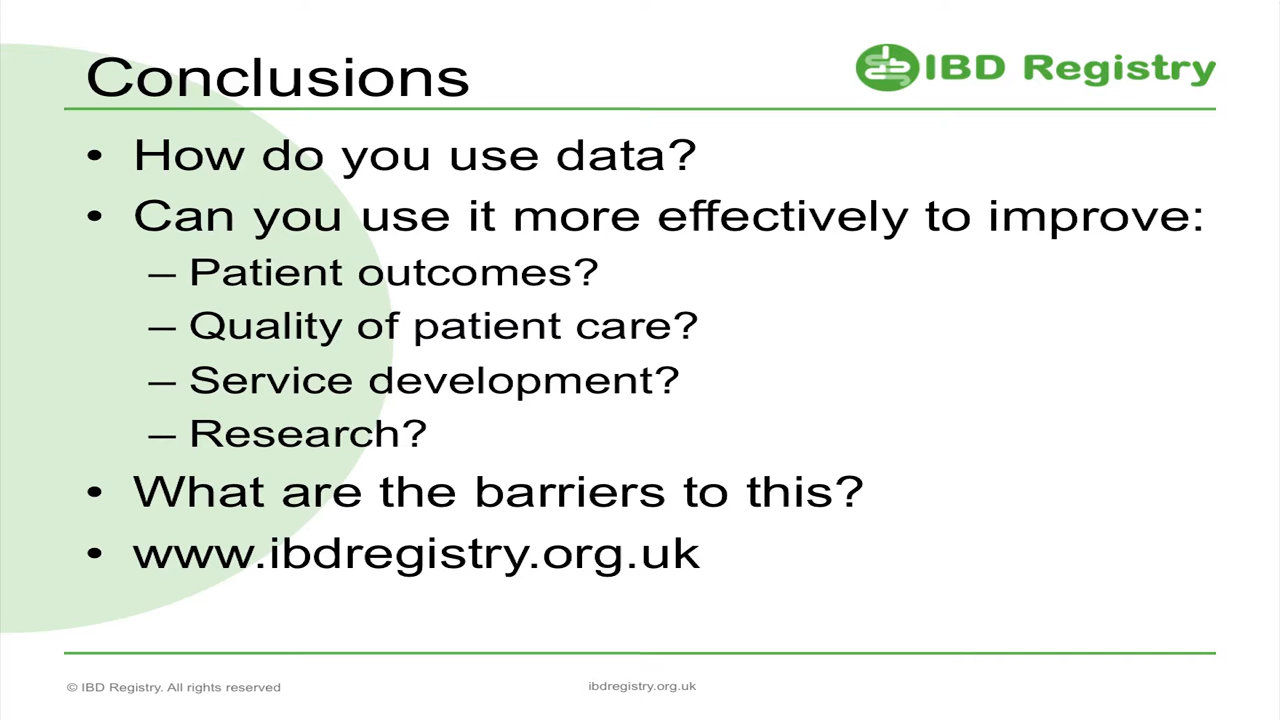 Conclusions
IBD Registry
• How do you use data?
• Can you use it more effectively to improve:
– Patient outcomes?
– Quality of patient care?
– Service development?
– Research?
• What are the barriers to this?
• www.ibdregistry.org.uk
© IBD Registry. All rights reserved
ibdregistry.org.uk